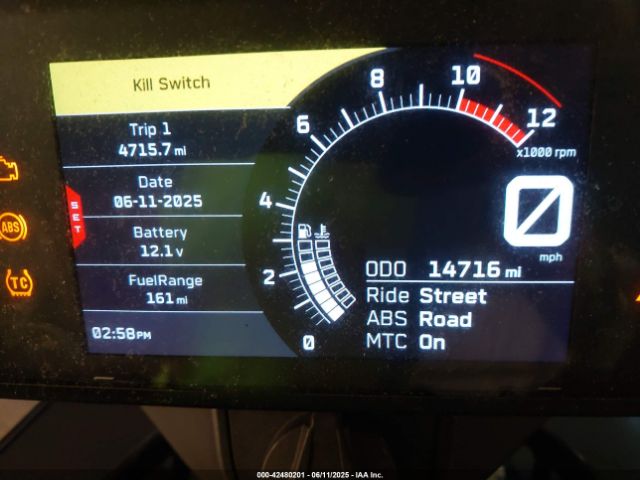 Kill Switch
Trip 1
4715.7 mi
Date
06-11-2025
Battery
12.1 v
FuelRange
161 mi
02:58 PM
SET
ABS
TC
0
2
4
6
8
10
12
x1000 rpm
0
mph
ODO 14716 mi
Ride Street
ABS Road
MTC On
000-42480201 - 06/11/2025 - IAA Inc.